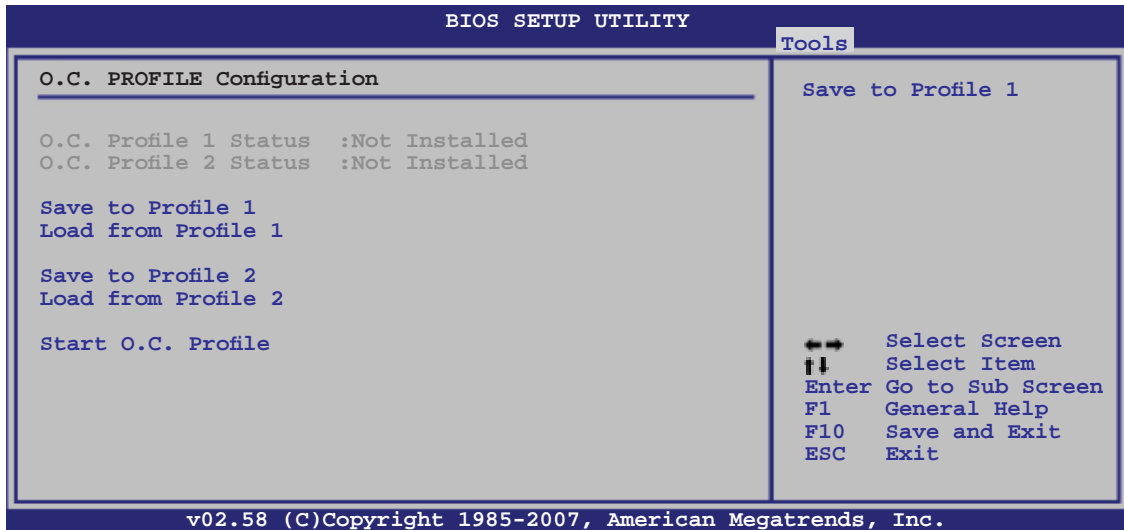 BIOS SETUP UTILITY
Tools
O.C. PROFILE Configuration
O.C. Profile 1 Status :Not Installed
O.C. Profile 2 Status :Not Installed
Save to Profile 1
Load from Profile 1
Save to Profile 2
Load from Profile 2
Start O.C. Profile
Save to Profile 1
←→ Select Screen
↑↓ Select Item
Enter Go to Sub Screen
F1 General Help
F10 Save and Exit
ESC Exit
v02.58 (C)Copyright 1985-2007, American Megatrends, Inc.